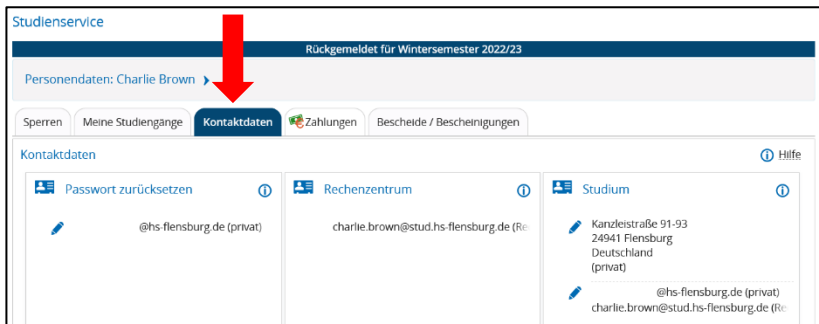 Studienservice
Rückgemeldet für Wintersemester 2022/23
Personendaten: Charlie Brown
Sperren Meine Studiengänge Kontaktdaten Zahlungen Bescheide / Bescheinigungen
Kontaktdaten Hilfe
Passwort zurücksetzen
@hs-flensburg.de (privat)
Rechenzentrum
charlie.brown@stud.hs-flensburg.de (Re
Studium
Kanzleistraße 91-93
24941 Flensburg
Deutschland
(privat)
@hs-flensburg.de (privat)
charlie.brown@stud.hs-flensburg.de (Re